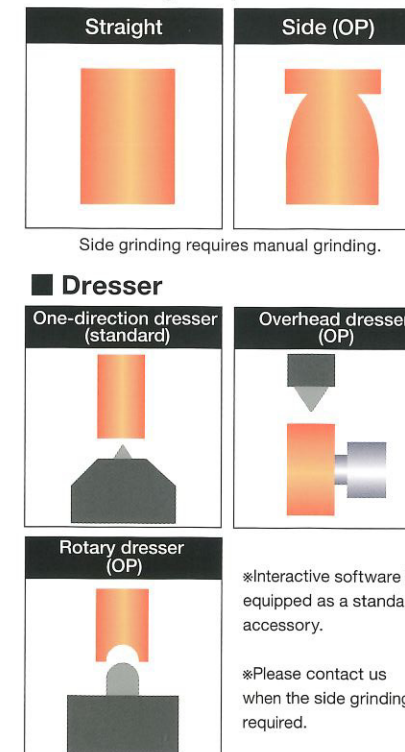 Straight
Side (OP)
Side grinding requires manual grinding.
■ Dresser
One-direction dresser
(standard)
Overhead dresser
(OP)
Rotary dresser
(OP)
※Interactive software
equipped as a standa
accessory.
※Please contact us
when the side grinding
required.